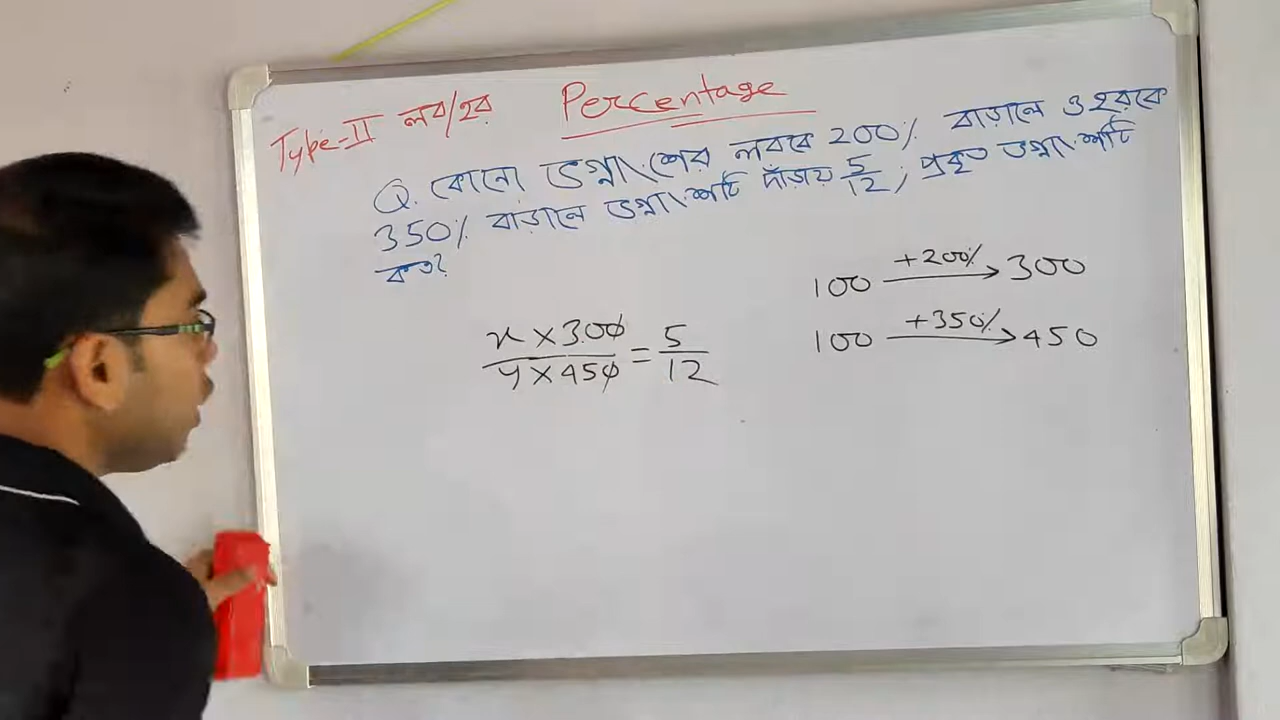 Type-II লব/হর Percentage
Q. কোনো ভগ্নাংশের লবকে 200% বাড়ালে ও হরকে
350% বাড়ালে ভগ্নাংশটি দাঁড়ায় 5/12; প্রকৃত ভগ্নাংশটি
কত?
100 +200% → 300
100 +350% → 450
x × 300 / y × 450 = 5/12